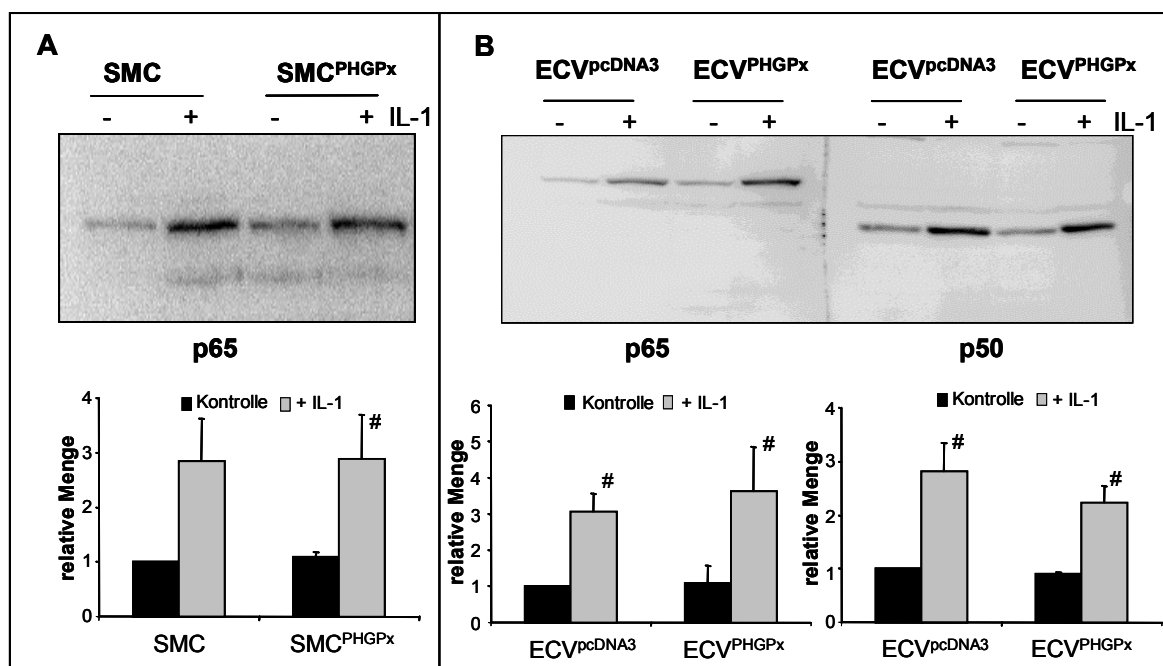 A
SMC SMCPHGPx
- + - + IL-1
p65
4
3
2
1
0
relative Menge
Kontrolle + IL-1
#
SMC SMCPHGPx
B
ECVpcDNA3 ECVPHGPx ECVpcDNA3 ECVPHGPx
- + - + - + - + IL-1
p65 p50
6
5
4
3
2
1
0
relative Menge
Kontrolle + IL-1
# #
ECVpcDNA3 ECVPHGPx
4
3
2
1
0
relative Menge
Kontrolle + IL-1
# #
ECVpcDNA3 ECVPHGPx